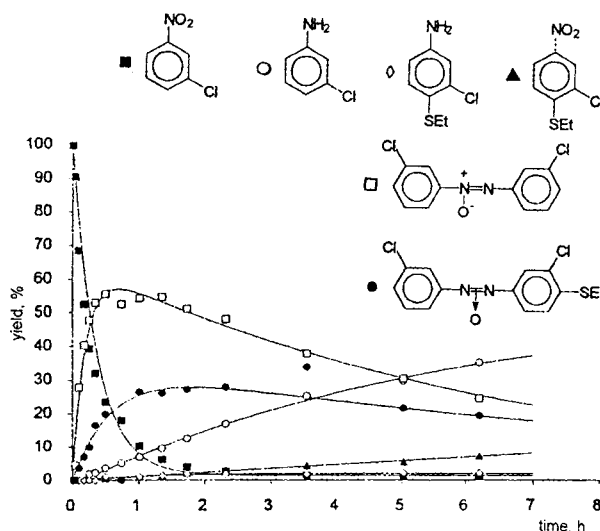 NO₂
Cl
NH₂
Cl
NH₂
Cl
SEt
NO₂
Cl
SEt
Cl
N=N
+
O⁻
Cl
Cl
N=N
O
Cl
SE
yield, %
100
90
80
70
60
50
40
30
20
10
0
0 1 2 3 4 5 6 7 8
time, h